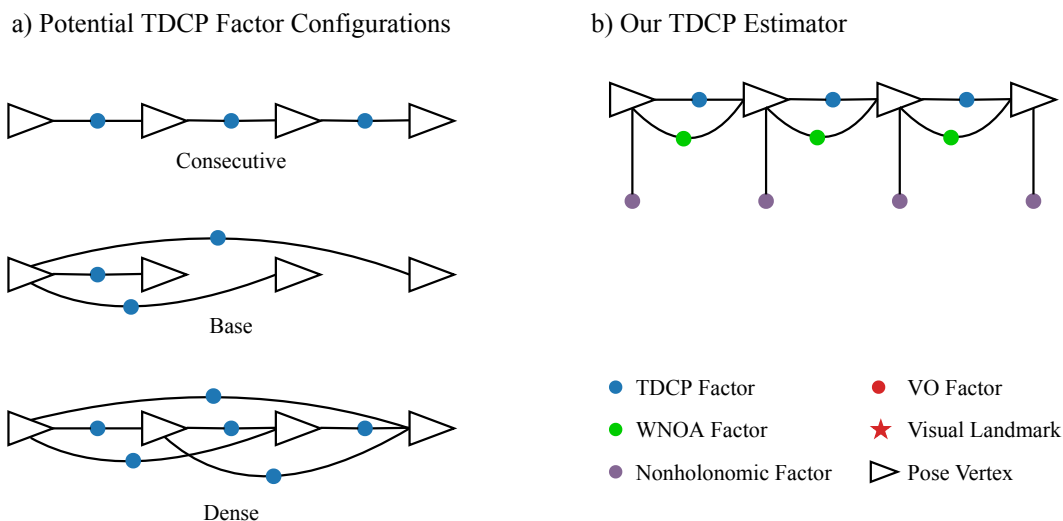 a) Potential TDCP Factor Configurations
Consecutive
Base
Dense
b) Our TDCP Estimator
TDCP Factor
WNOA Factor
Nonholonomic Factor
VO Factor
Visual Landmark
Pose Vertex